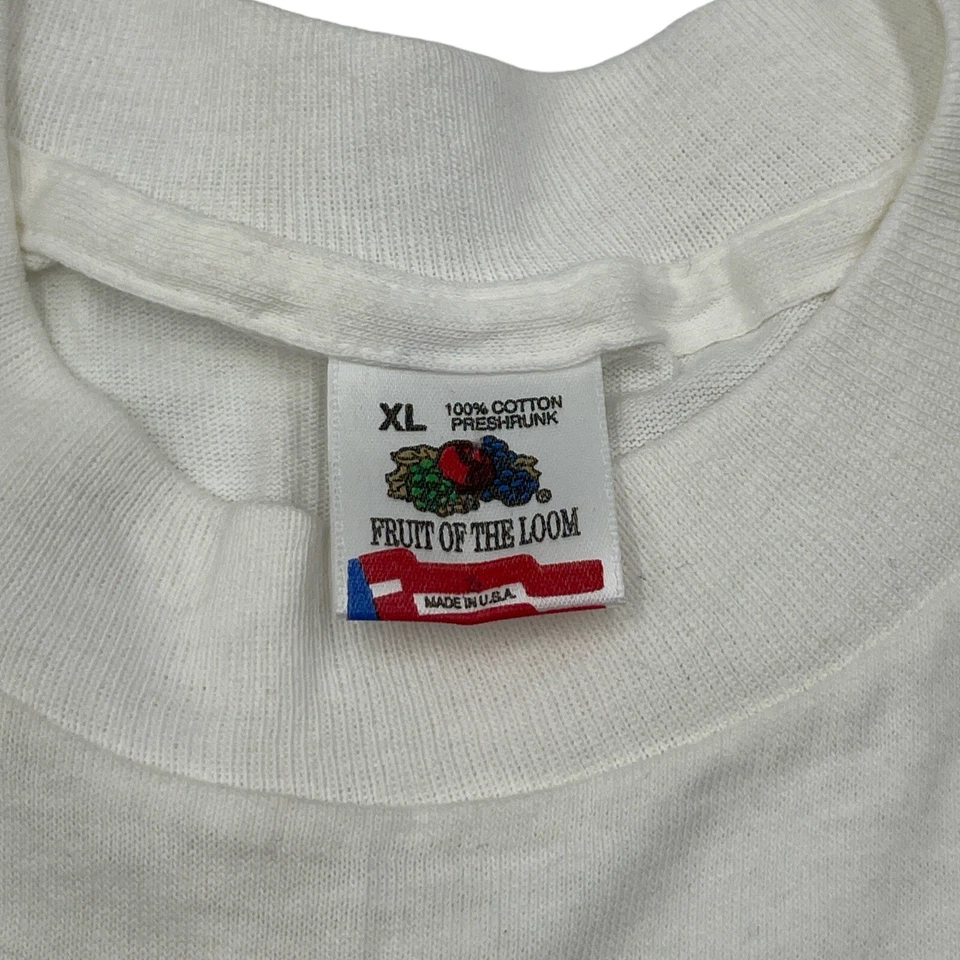 XL 100% COTTON
PRESHRUNK
®
FRUIT OF THE LOOM
MADE IN U.S.A.